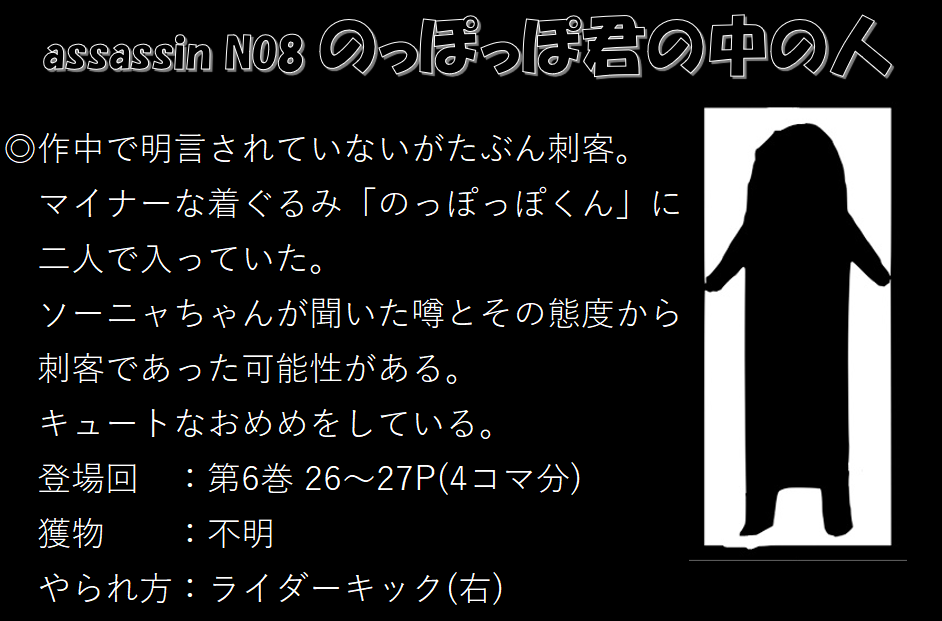 assassin NO8 のっぽっぽ君の中の人
◎作中で明言されていないがたぶん刺客。
マイナーな着ぐるみ「のっぽっぽくん」に
二人で入っていた。
ソーニャちゃんが聞いた噂とその態度から
刺客であった可能性がある。
キュートなおめめをしている。
登場回　：第6巻 26～27P(4コマ分)
獲物　　：不明
やられ方：ライダーキック(右)